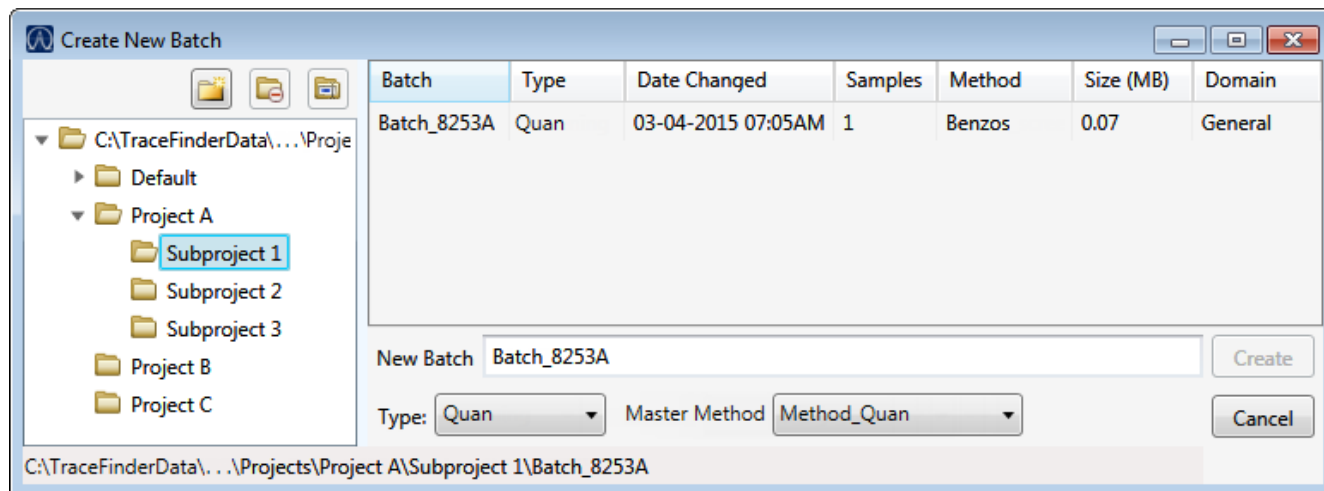 Create New Batch
Batch Type Date Changed Samples Method Size (MB) Domain
Batch_8253A Quan 03-04-2015 07:05AM 1 Benzos 0.07 General
C:\TraceFinderData\...\Proje
Default
Project A
Subproject 1
Subproject 2
Subproject 3
Project B
Project C
New Batch Batch_8253A Create
Type: Quan Master Method Method_Quan Cancel
C:\TraceFinderData\. . .\Projects\Project A\Subproject 1\Batch_8253A